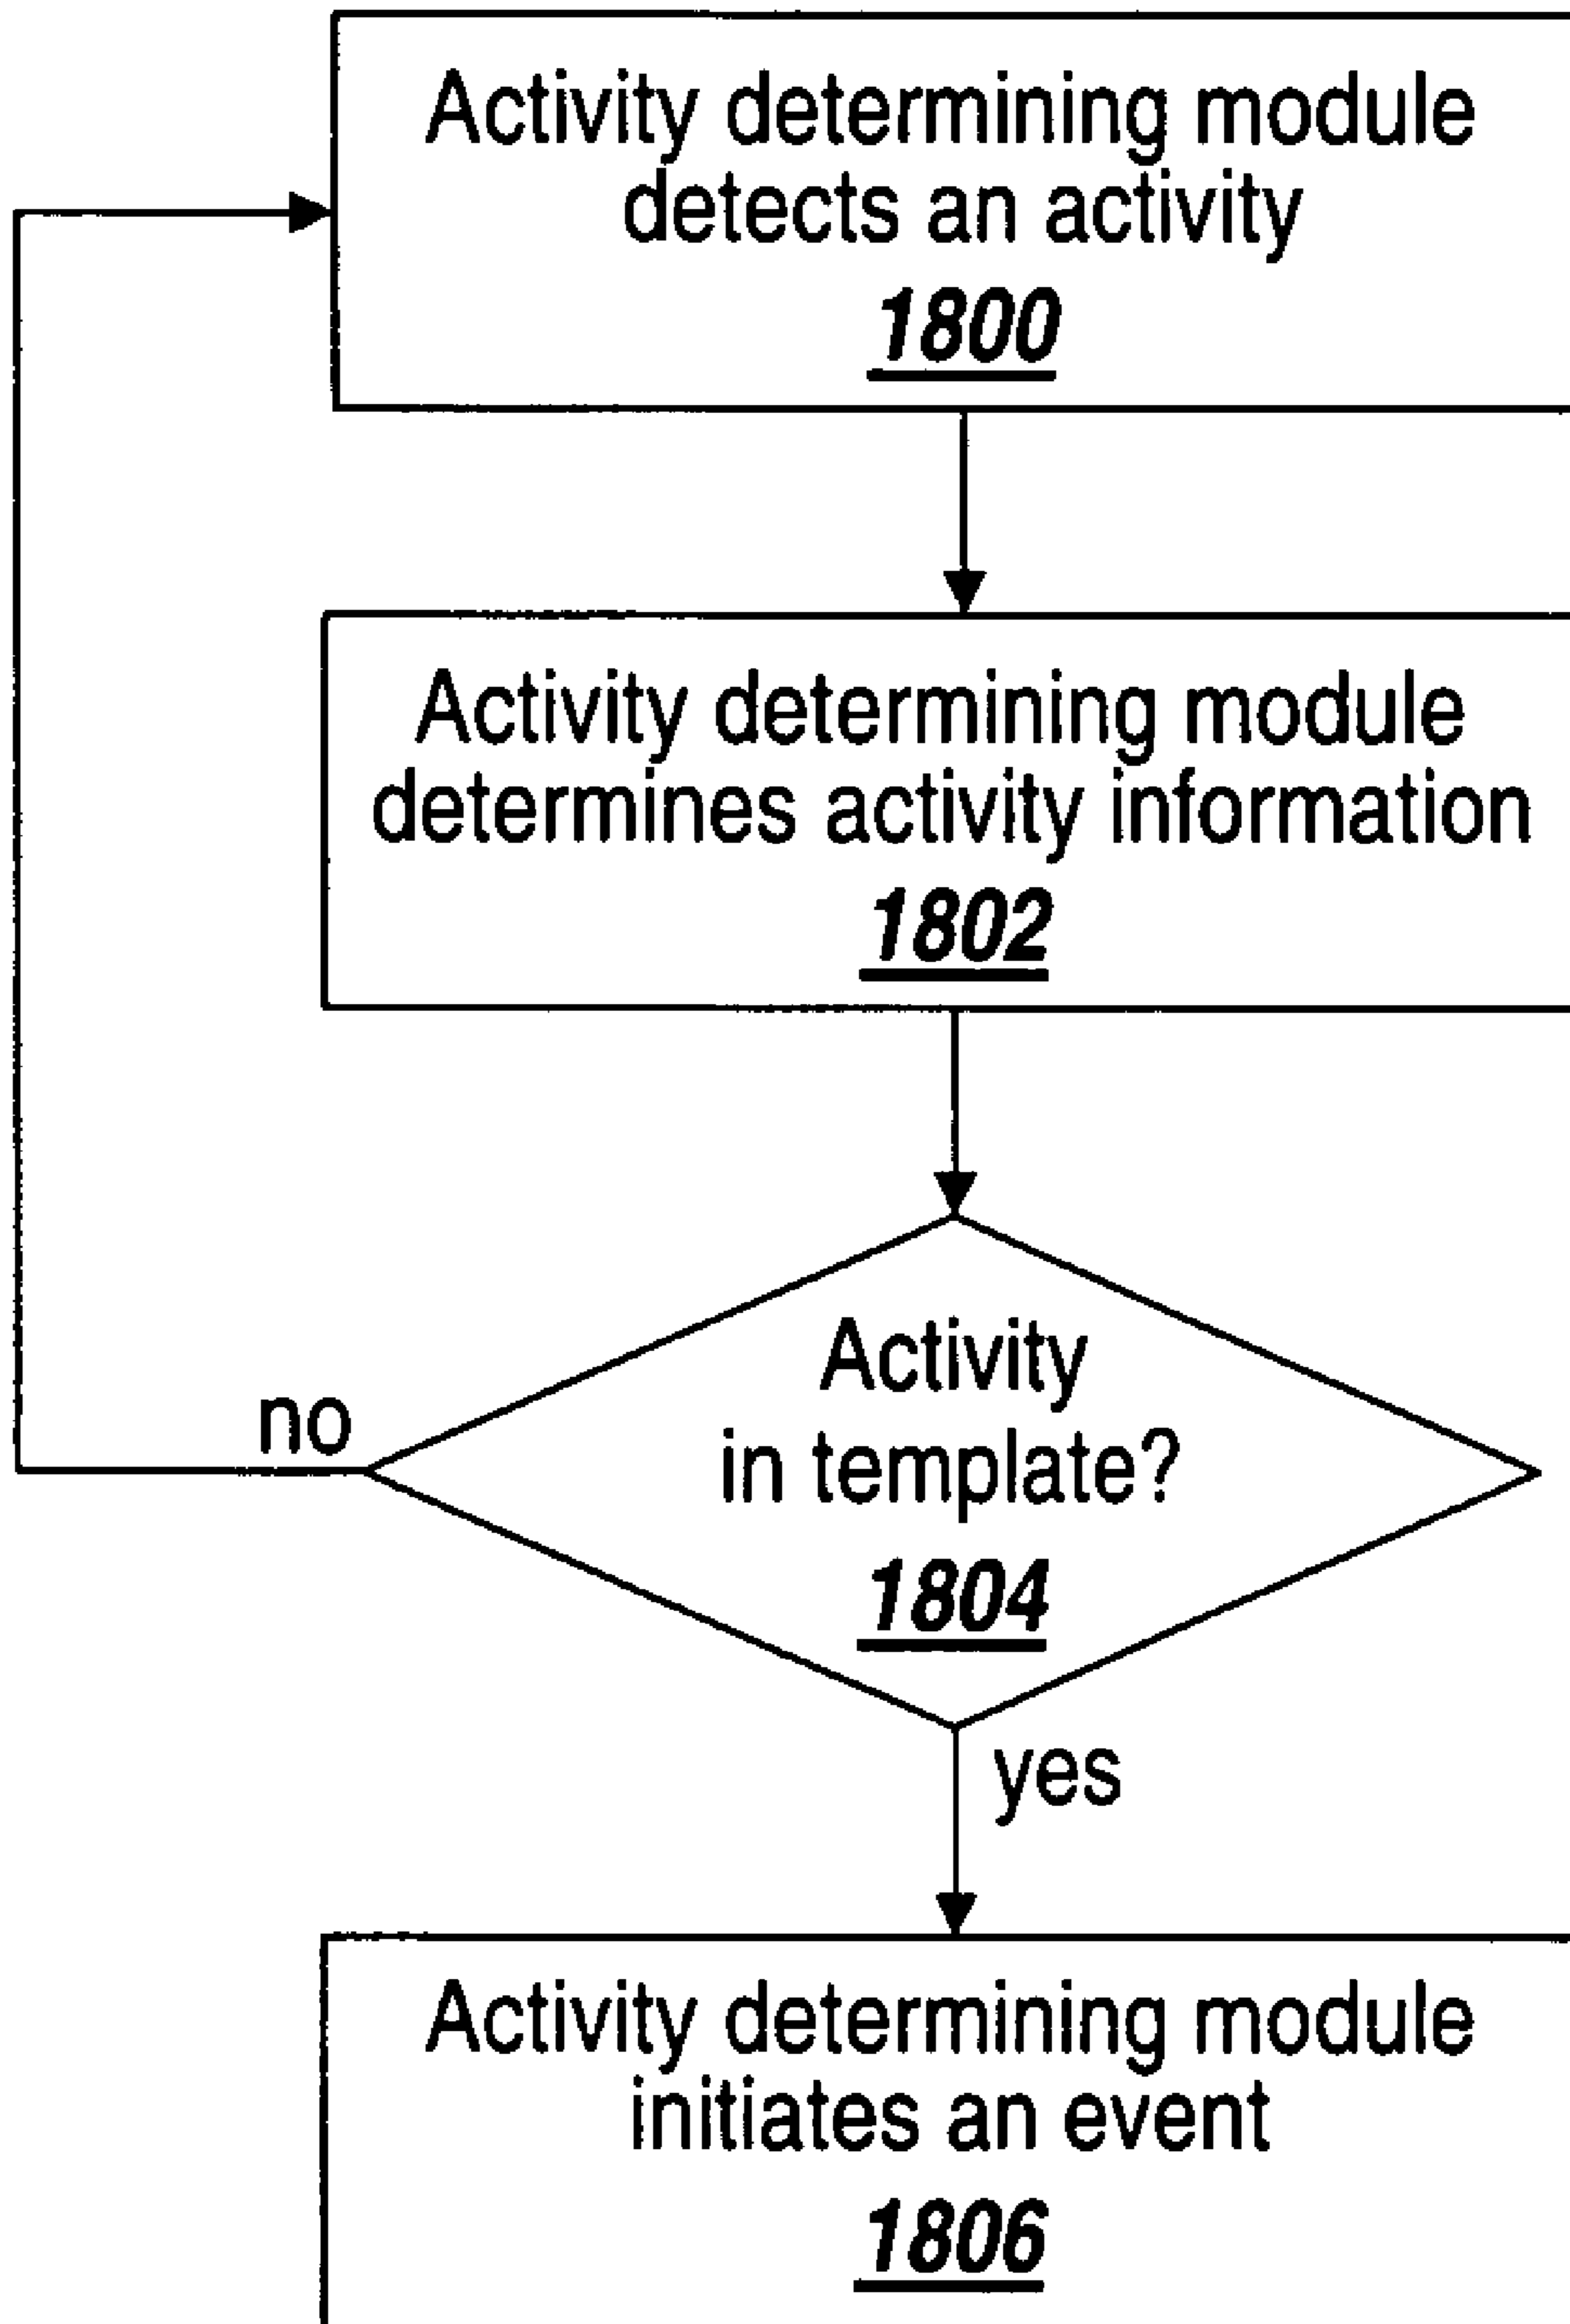 Activity determining module
detects an activity
1800
Activity determining module
determines activity information
1802
Activity
in template?
1804
no
yes
Activity determining module
initiates an event
1806